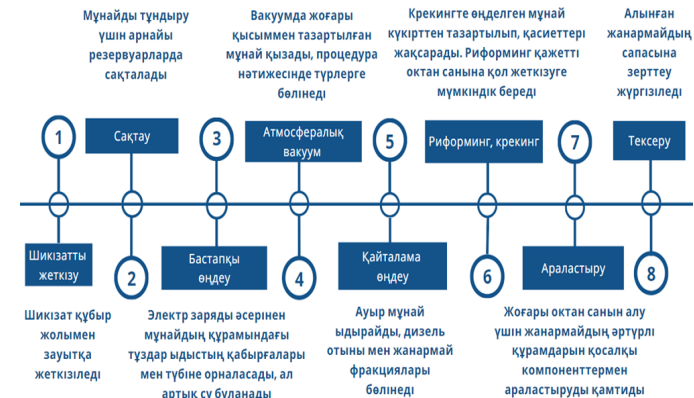 Мұнайды тұндыру
үшін арнайы
резервуарларда
сақталады
Вакуумда жоғары
қысыммен тазартылған
мұнай қызады, процедура
нәтижесінде түрлерге
бөлінеді
Крекингте өңделген мұнай
күкірттен тазартылып, қасиеттері
жақсарады. Риформинг қажетті
октан санына қол жеткізуге
мүмкіндік береді
Алынған
жанармайдың
сапасына
зерттеу
жүргізіледі
1
Сақтау
3
Атмосфералық
вакуум
5
Риформинг, крекинг
7
Тексеру
Шикізатты
жеткізу
2
Бастапқы
өңдеу
4
Қайталама
өңдеу
6
Араластыру
8
Шикізат құбыр
жолымен
зауытқа
жеткізіледі
Электр заряды әсерінен
мұнайдың құрамындағы
тұздар ыдыстың қабырғалары
мен түбіне орналасады, ал
артық су буланады
Ауыр мұнай
ыдырайды, дизель
отыны мен жанармай
фракциялары
бөлінеді
Жоғары октан санын алу
үшін жанармайдың әртүрлі
құрамдарын қосалқы
компоненттермен
араластыруды қамтиды